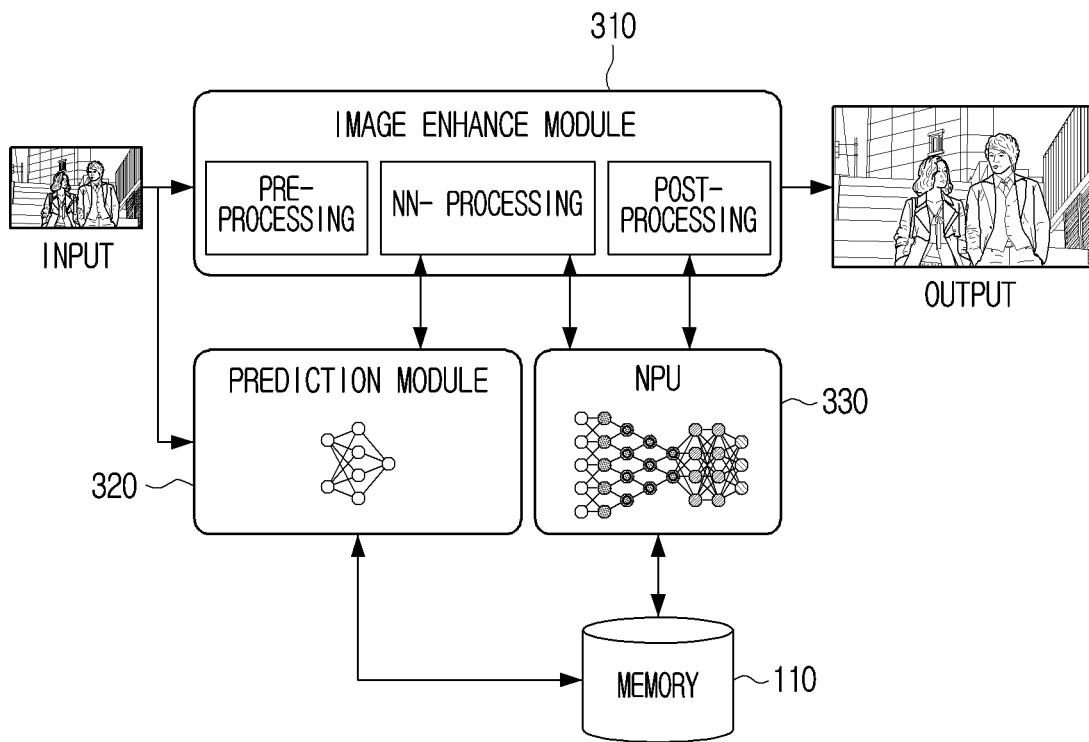 310
IMAGE ENHANCE MODULE
PRE-
PROCESSING
NN- PROCESSING
POST-
PROCESSING
INPUT
OUTPUT
PREDICTION MODULE
NPU
330
320
MEMORY
110